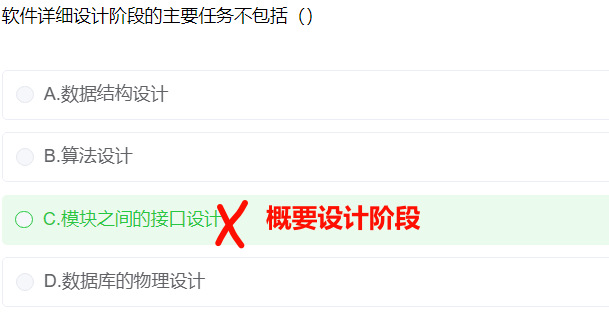 软件详细设计阶段的主要任务不包括（）
A.数据结构设计
B.算法设计
C.模块之间的接口设计 概要设计阶段
D.数据库的物理设计